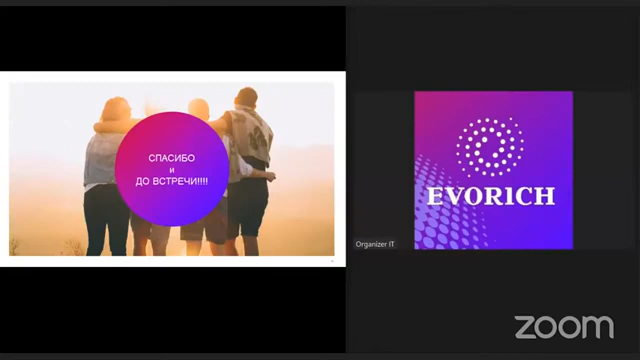 СПАСИБО
и
ДО ВСТРЕЧИ!!!!
EVORICH
Organizer IT
zoom